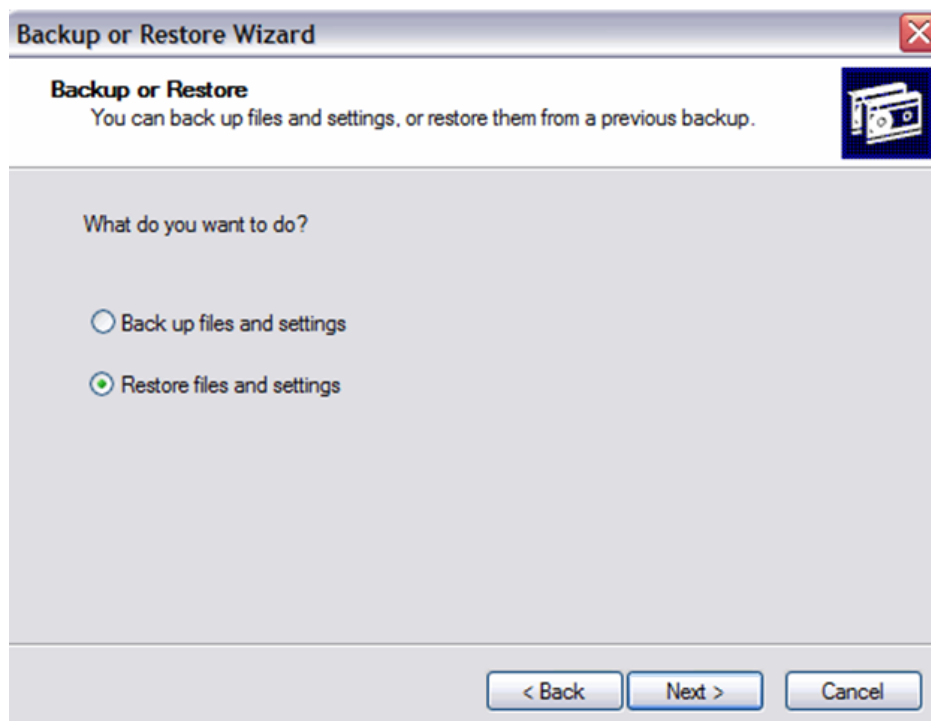 Backup or Restore Wizard
Backup or Restore
You can back up files and settings, or restore them from a previous backup.
What do you want to do?
Back up files and settings
Restore files and settings
< Back
Next >
Cancel